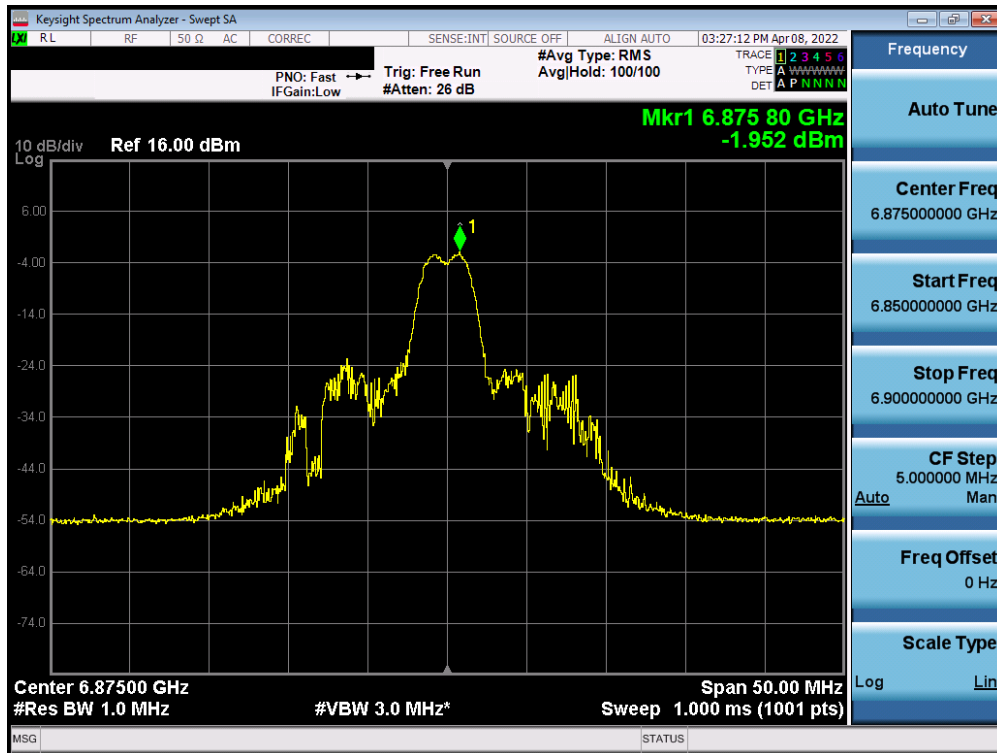 Keysight Spectrum Analyzer - Swept SA
LXI RL RF 50 Ω AC CORREC SENSE:INT SOURCE OFF ALIGN AUTO 03:27:12 PM Apr 08, 2022
Frequency
PNO: Fast
IFGain:Low
Trig: Free Run
#Atten: 26 dB
#Avg Type: RMS
Avg|Hold: 100/100
TRACE 1 2 3 4 5 6
TYPE A WWWWW
DET A P N N N N
Mkr1 6.875 80 GHz
-1.952 dBm
10 dB/div Ref 16.00 dBm
Log
1
6.00
-4.00
-14.0
-24.0
-34.0
-44.0
-54.0
-64.0
-74.0
Center 6.87500 GHz
Span 50.00 MHz
#Res BW 1.0 MHz
#VBW 3.0 MHz*
Sweep 1.000 ms (1001 pts)
MSG
STATUS
Auto Tune
Center Freq
6.875000000 GHz
Start Freq
6.850000000 GHz
Stop Freq
6.900000000 GHz
CF Step
5.000000 MHz
Auto Man
Freq Offset
0 Hz
Scale Type
Log Lin